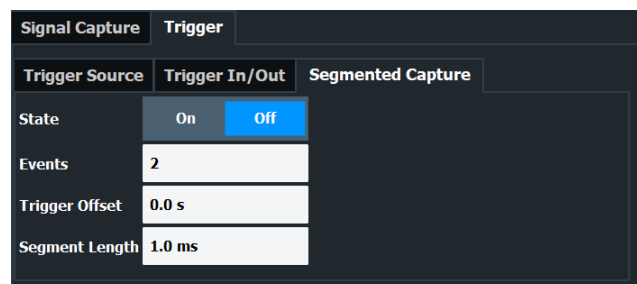 Signal Capture Trigger
Trigger Source Trigger In/Out Segmented Capture
State On Off
Events 2
Trigger Offset 0.0 s
Segment Length 1.0 ms